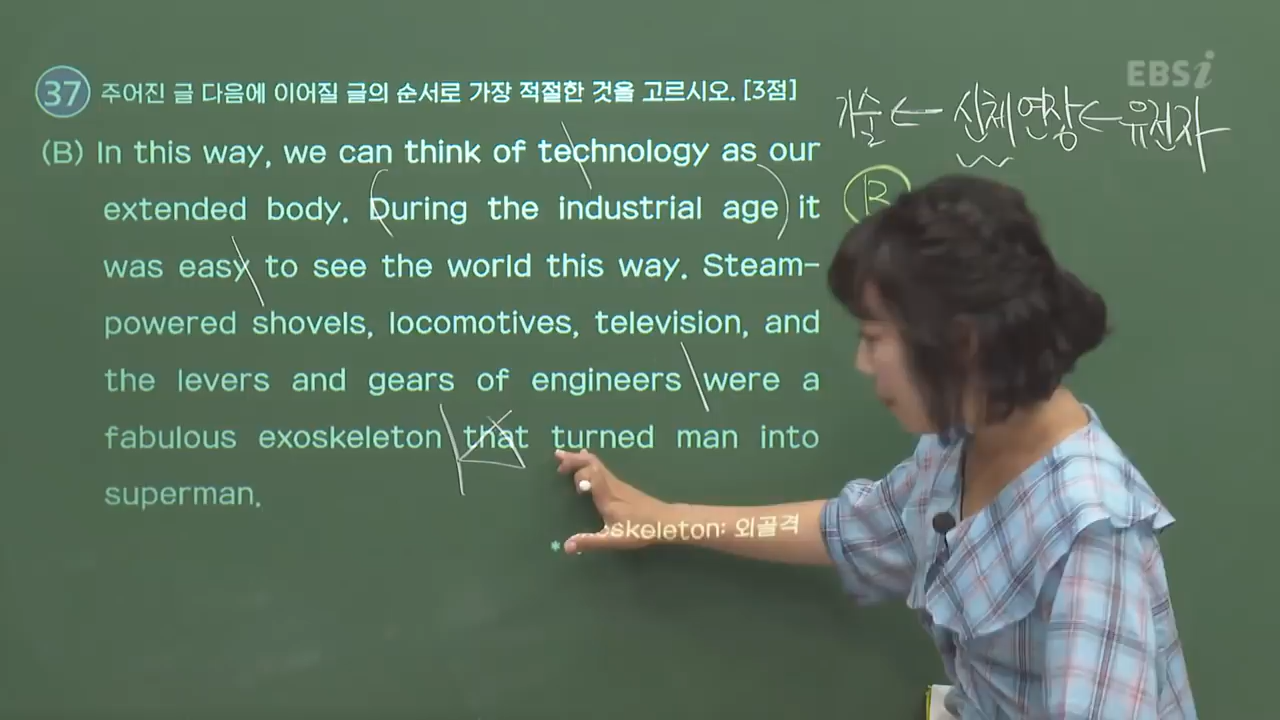 EBSi
37 주어진 글 다음에 이어질 글의 순서로 가장 적절한 것을 고르시오. [3점]
기술 ← 신체 연장 ← 유전자
(B) In this way, we can think of technology as our
extended body. During the industrial age it
was easy to see the world this way. Steam-
powered shovels, locomotives, television, and
the levers and gears of engineers were a
fabulous exoskeleton that turned man into
superman.
B
oskeleton: 외골격